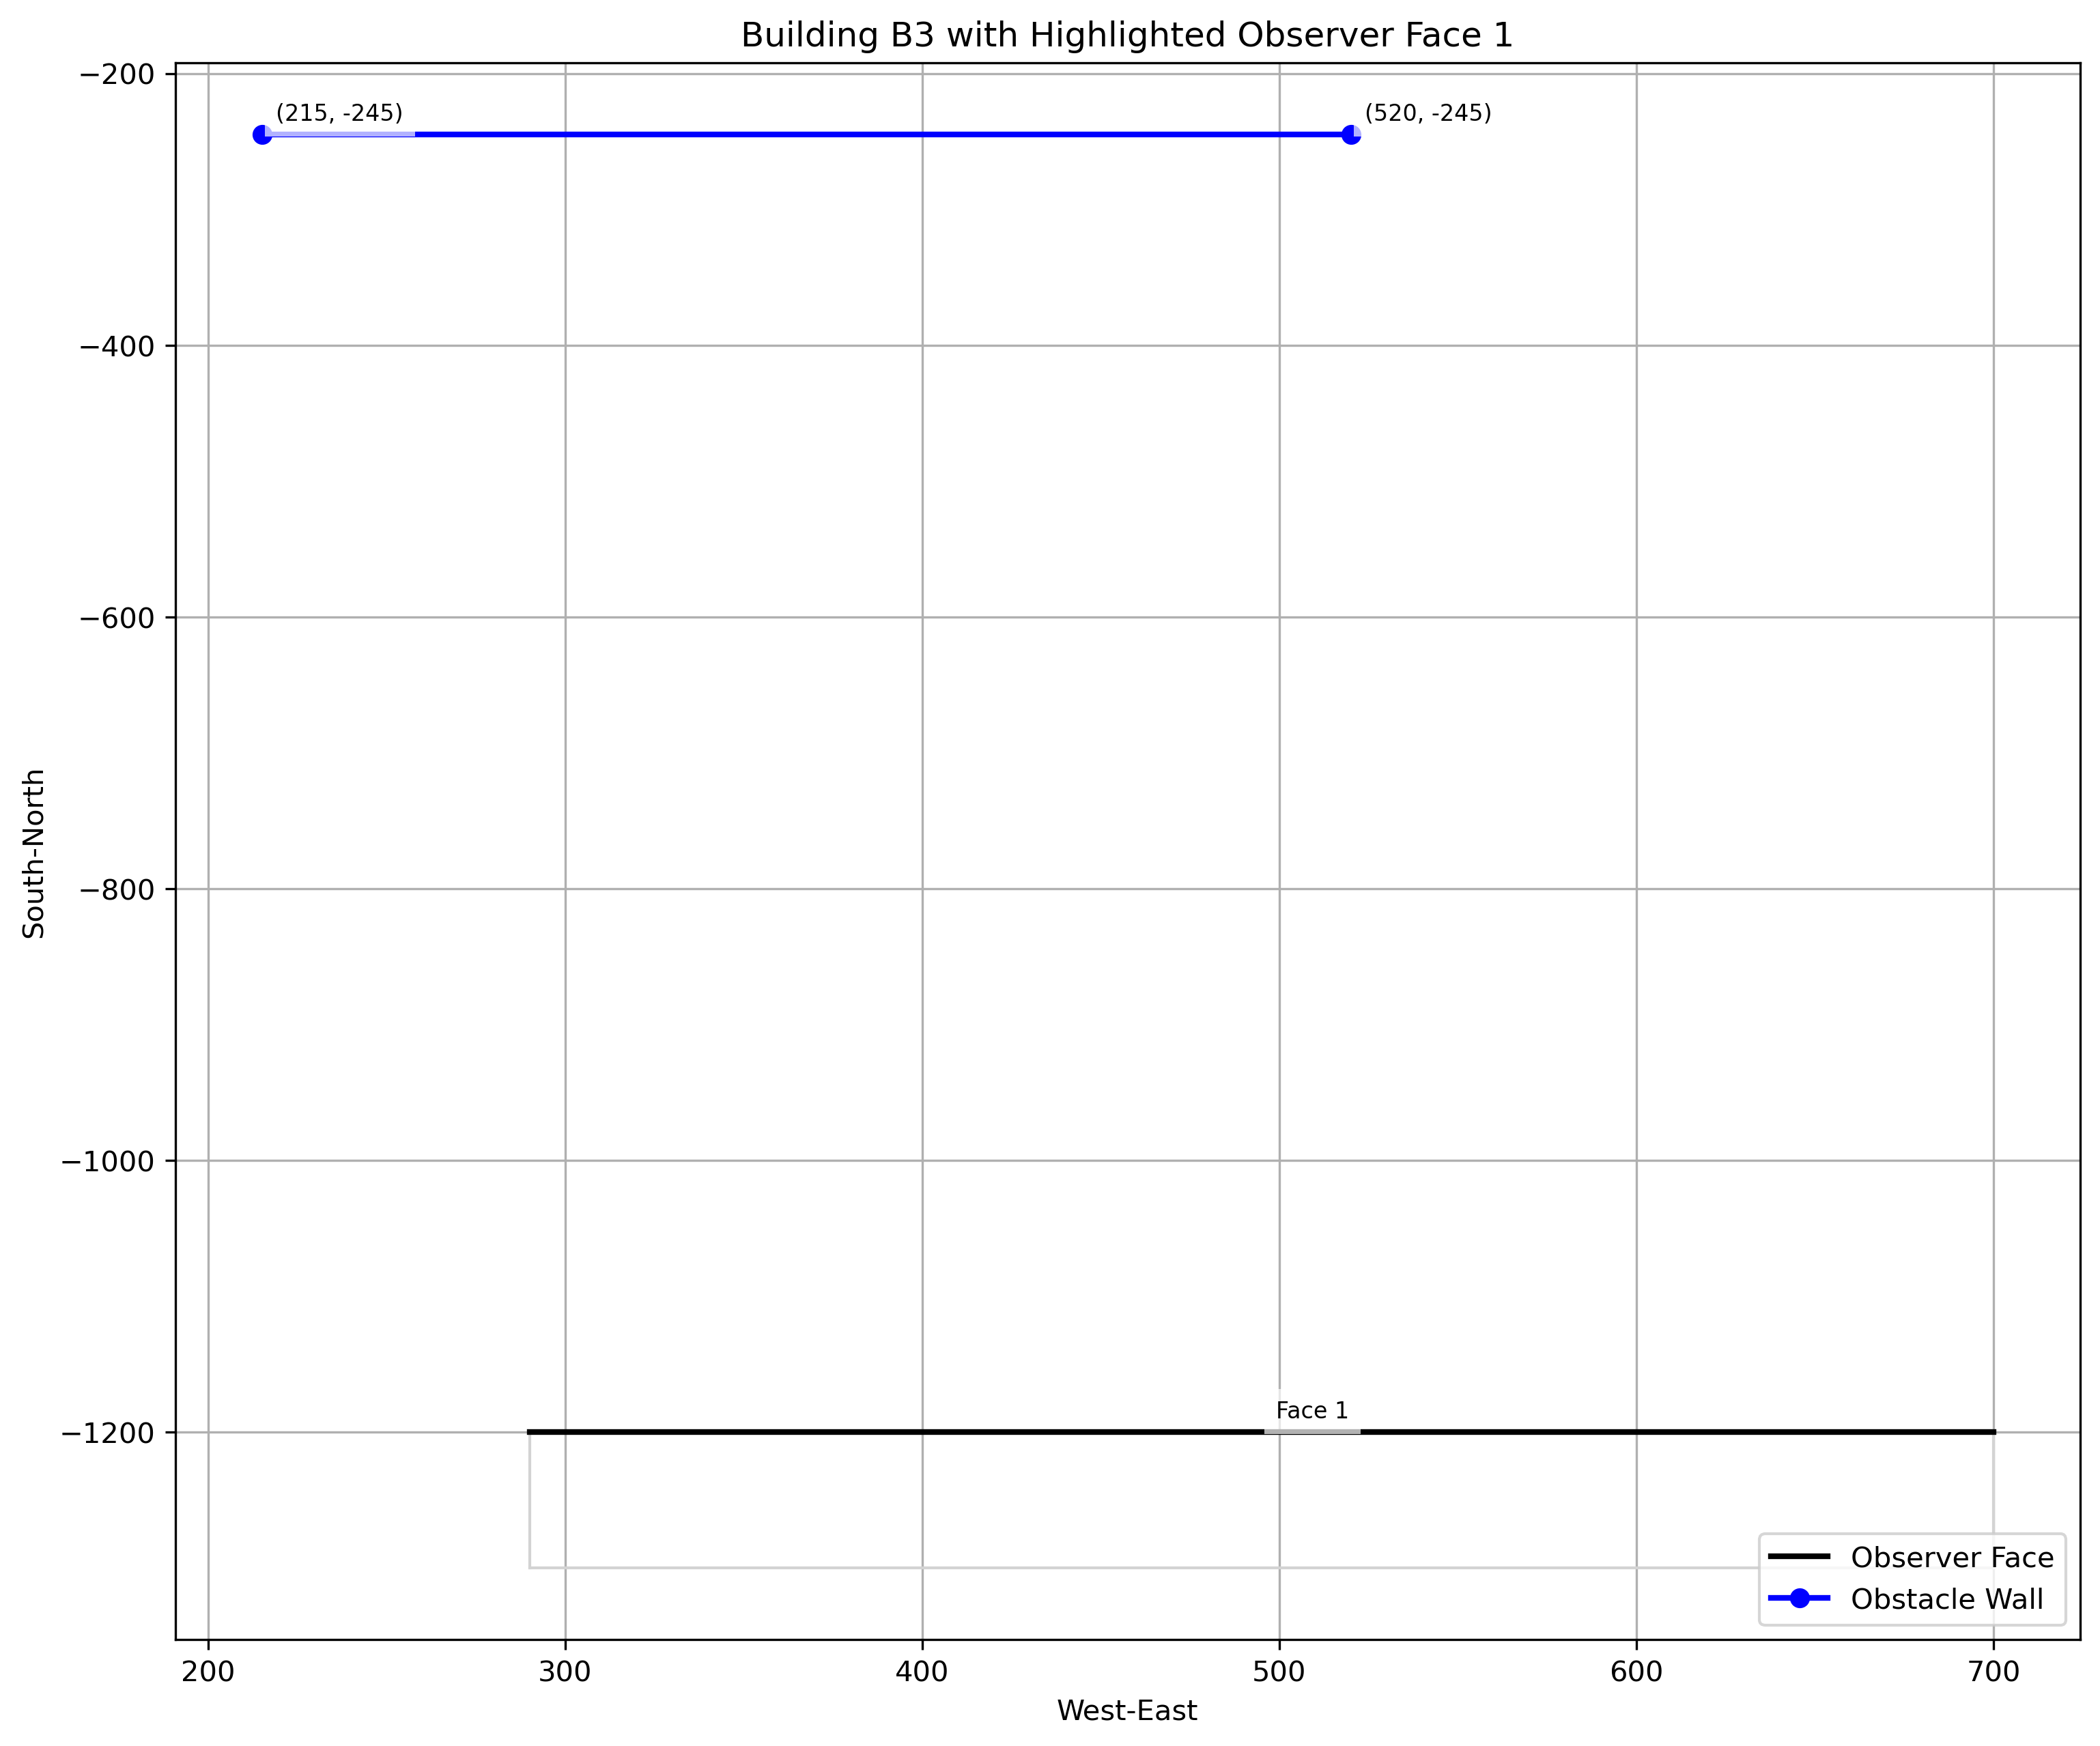 Building B3 with Highlighted Observer Face 1
−200
(215, -245)
(520, -245)
−400
−600
−800
−1000
−1200
South-North
Face 1
Observer Face
Obstacle Wall
200
300
400
500
600
700
West-East